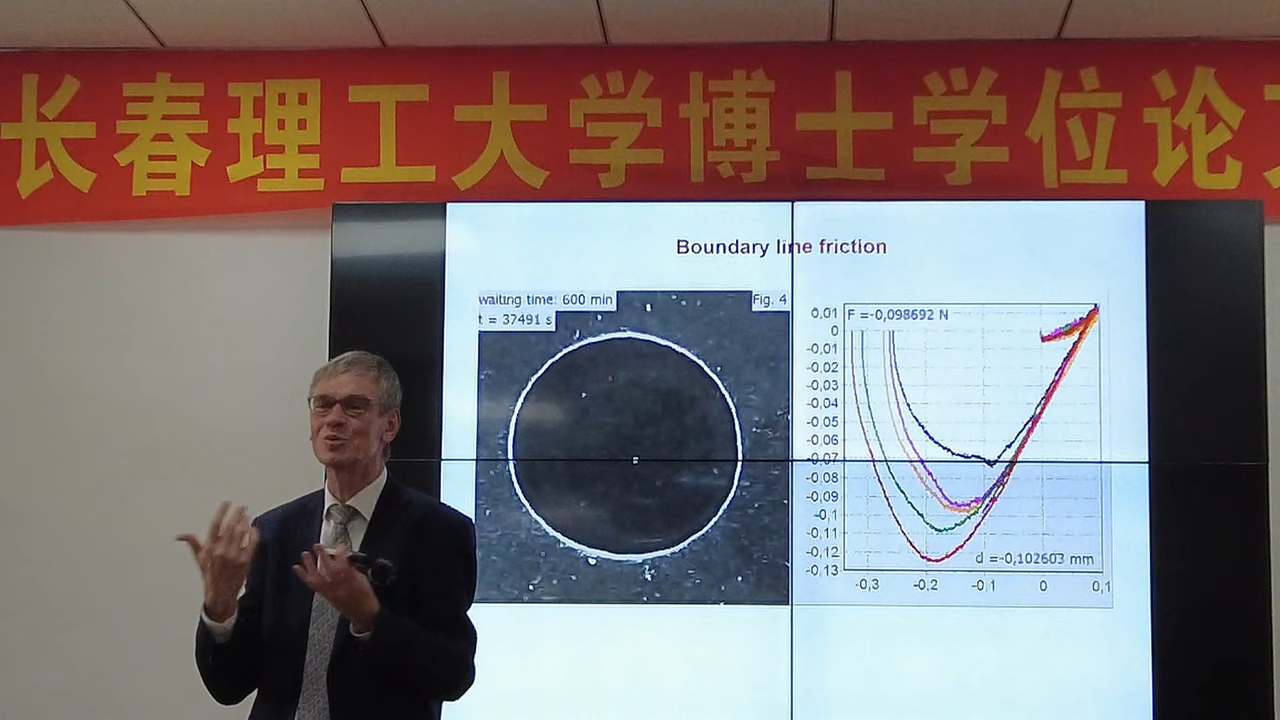 长春理工大学博士学位论
Boundary line friction
waiting time: 600 min
Fig. 4
t = 37491 s
F =-0,098692 N
0,01
0
-0,01
-0,02
-0,03
-0,04
-0,05
-0,06
-0,07
-0,08
-0,09
-0,1
-0,11
-0,12
-0,13
d =-0,102603 mm
-0,3
-0,2
-0,1
0
0,1